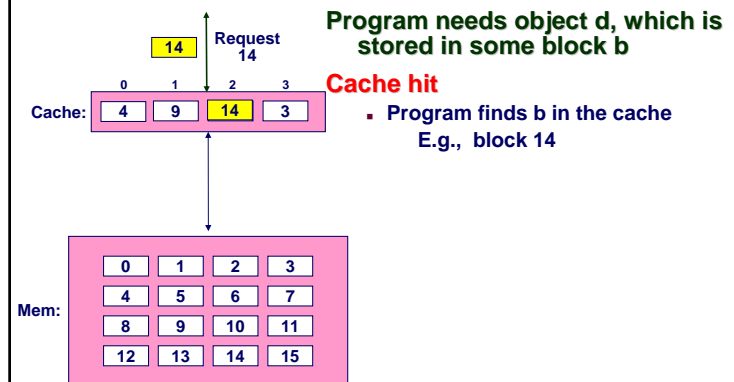 Program needs object d, which is
stored in some block b
Cache hit
▪ Program finds b in the cache
E.g., block 14
14
Request
14
0 1 2 3
Cache: 4 9 14 3
Mem:
0 1 2 3
4 5 6 7
8 9 10 11
12 13 14 15